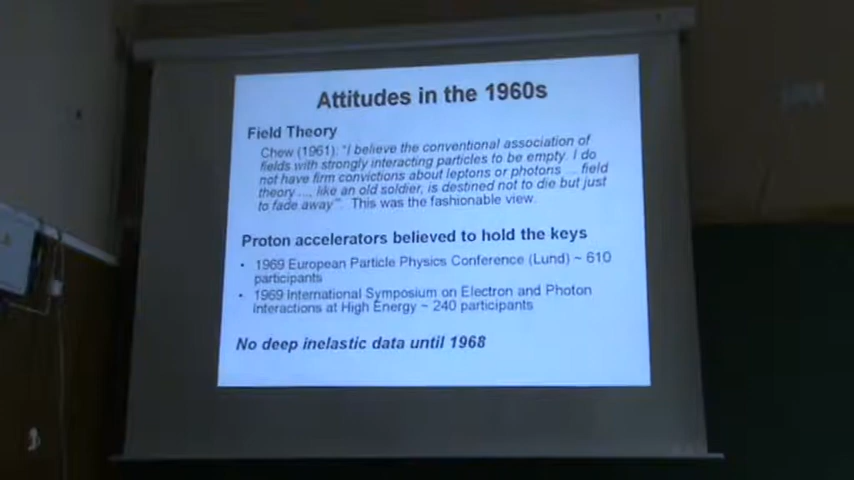 Attitudes in the 1960s
Field Theory
Chew (1961): "I believe the conventional association of
fields with strongly interacting particles to be empty. I do
not have firm convictions about leptons or photons ... field
theory..., like an old soldier, is destined not to die but just
to fade away". This was the fashionable view.
Proton accelerators believed to hold the keys
• 1969 European Particle Physics Conference (Lund) ~ 610
participants
• 1969 International Symposium on Electron and Photon
Interactions at High Energy ~ 240 participants
No deep inelastic data until 1968